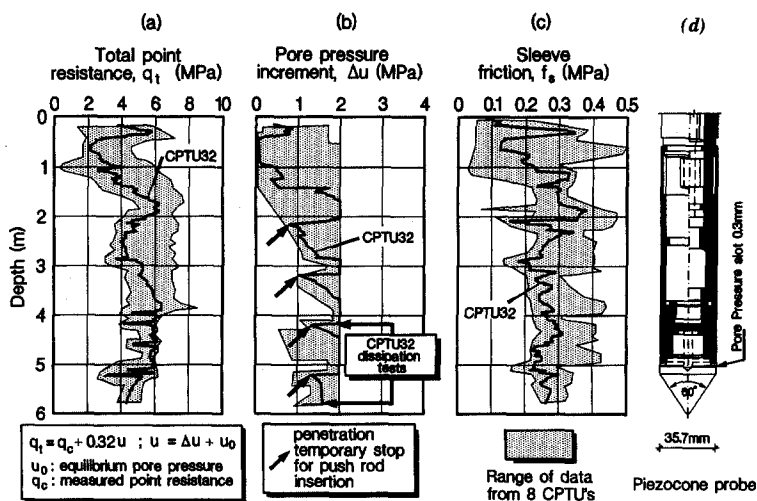 (a)
Total point
resistance, qt (MPa)
0 2 4 6 8 10
CPTU32
Depth (m)
0
1
2
3
4
5
6
qt = qc + 0.32u ; u = Δu + u0
u0 : equilibrium pore pressure
qc : measured point resistance
(b)
Pore pressure
increment, Δu (MPa)
0 1 2 3 4
CPTU32
CPTU32
dissipation
tests
penetration
temporary stop
for push rod
insertion
(c)
Sleeve
friction, fs (MPa)
0 0.1 0.2 0.3 0.4 0.5
CPTU32
Range of data
from 8 CPTU's
(d)
Pore Pressure slot 0.3mm
60°
35.7mm
Piezocone probe